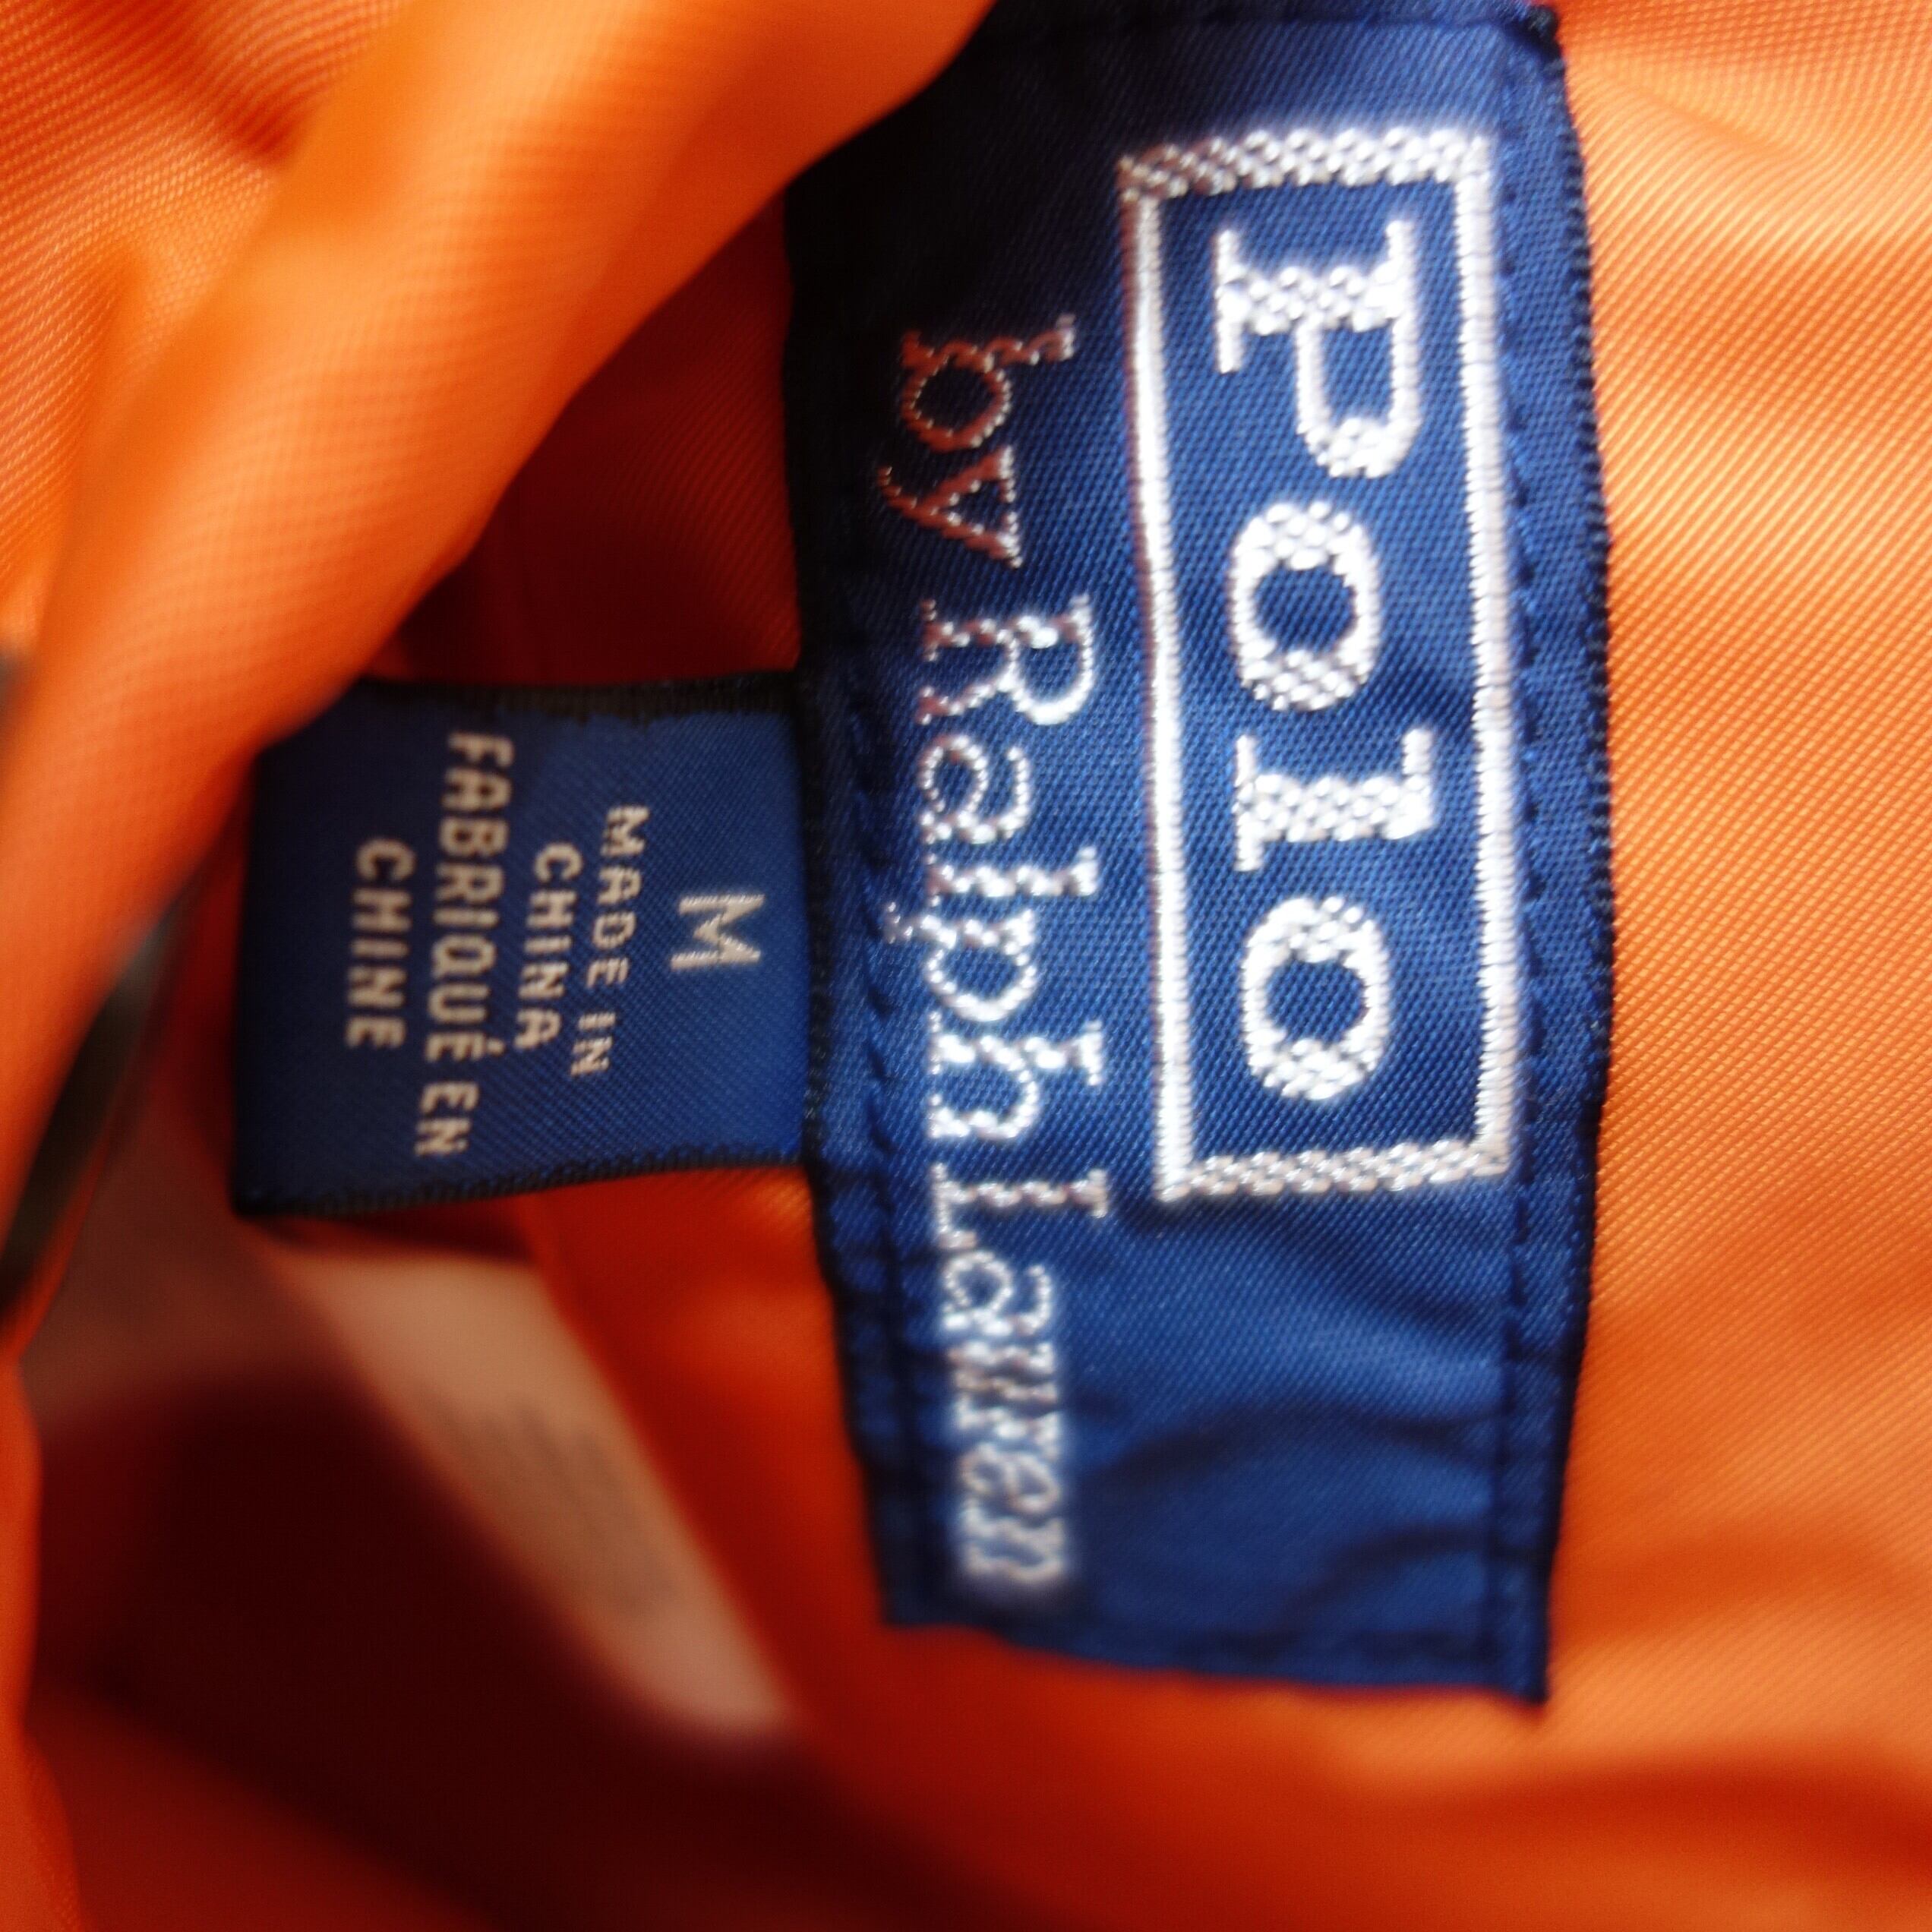 Polo
by Ralph Lauren
M
MADE IN
CHINA
FABRIQUÉ EN
CHINE